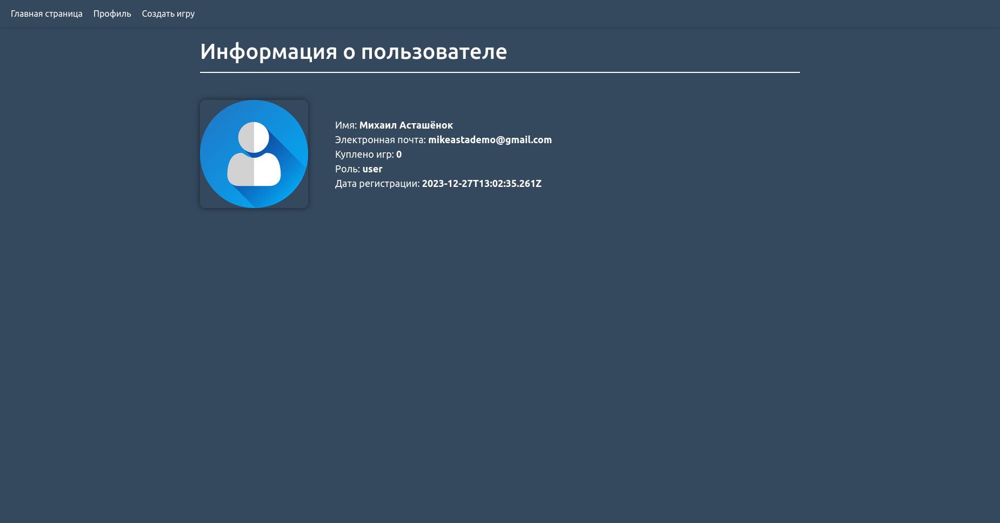 Главная страница Профиль Создать игру
Информация о пользователе
Имя: Михаил Асташёнок
Электронная почта: mikeastademo@gmail.com
Куплено игр: 0
Роль: user
Дата регистрации: 2023-12-27T13:02:35.261Z